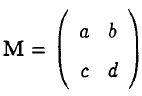 M = ( a b
c d )